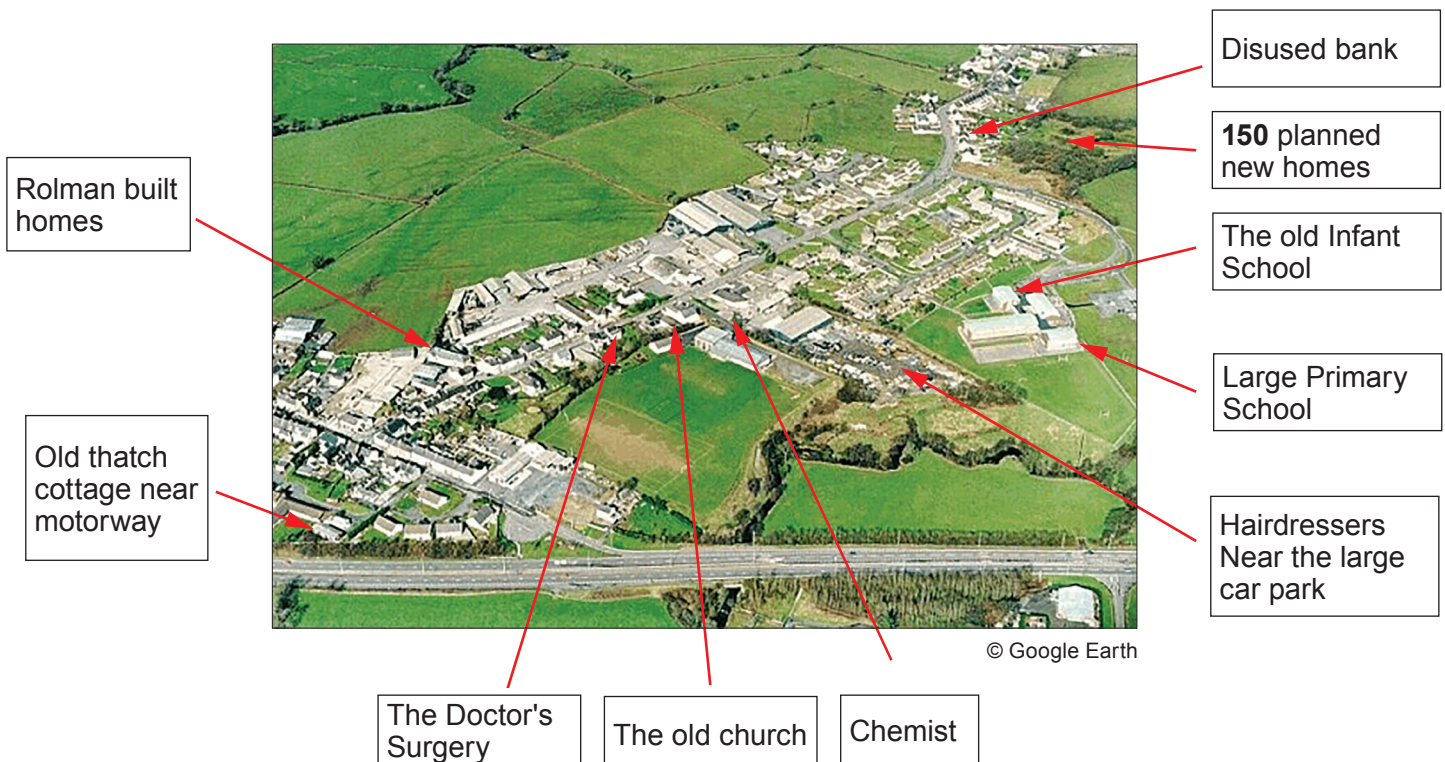 Disused bank
150 planned
new homes
Rolman built
homes
The old Infant
School
Large Primary
School
Old thatch
cottage near
motorway
Hairdressers
Near the large
car park
© Google Earth
The Doctor's
Surgery
The old church
Chemist